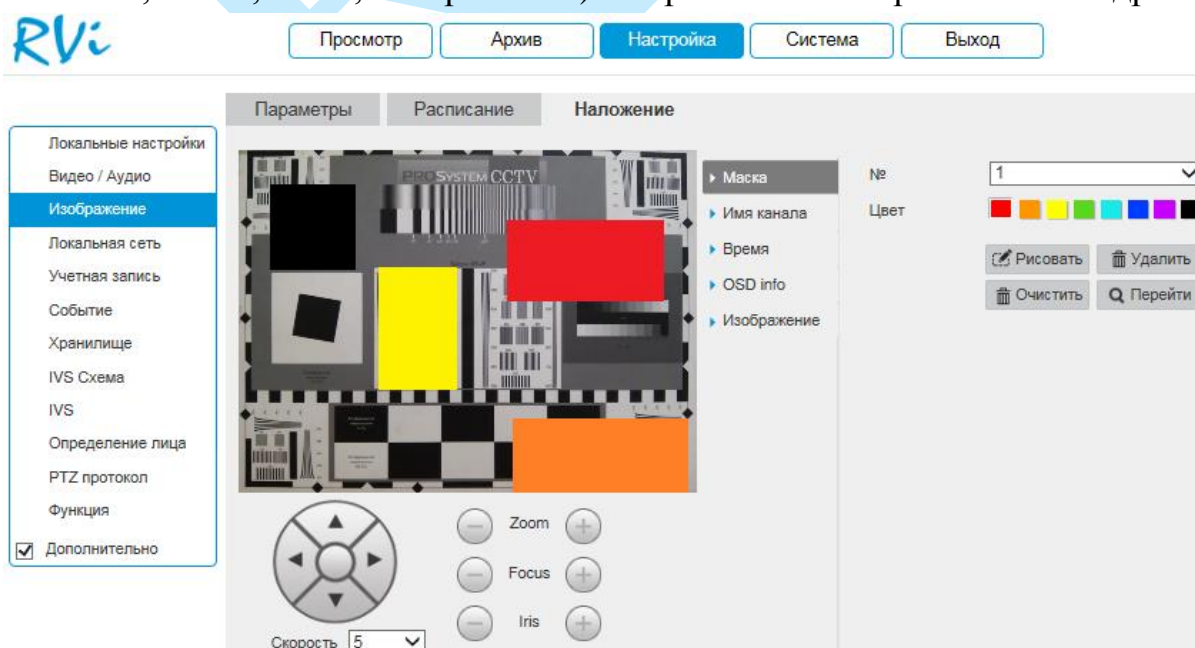 RVi
Просмотр Архив Настройка Система Выход
Параметры Расписание Наложение
Локальные настройки
Видео / Аудио
Изображение
Локальная сеть
Учетная запись
Событие
Хранилище
IVS Схема
IVS
Определение лица
PTZ протокол
Функция
Дополнительно
PROSYSTEM CCTV
Маска
Имя канала
Время
OSD info
Изображение
№ 1
Цвет
Рисовать Удалить
Очистить Перейти
Zoom
Focus
Iris
Скорость 5